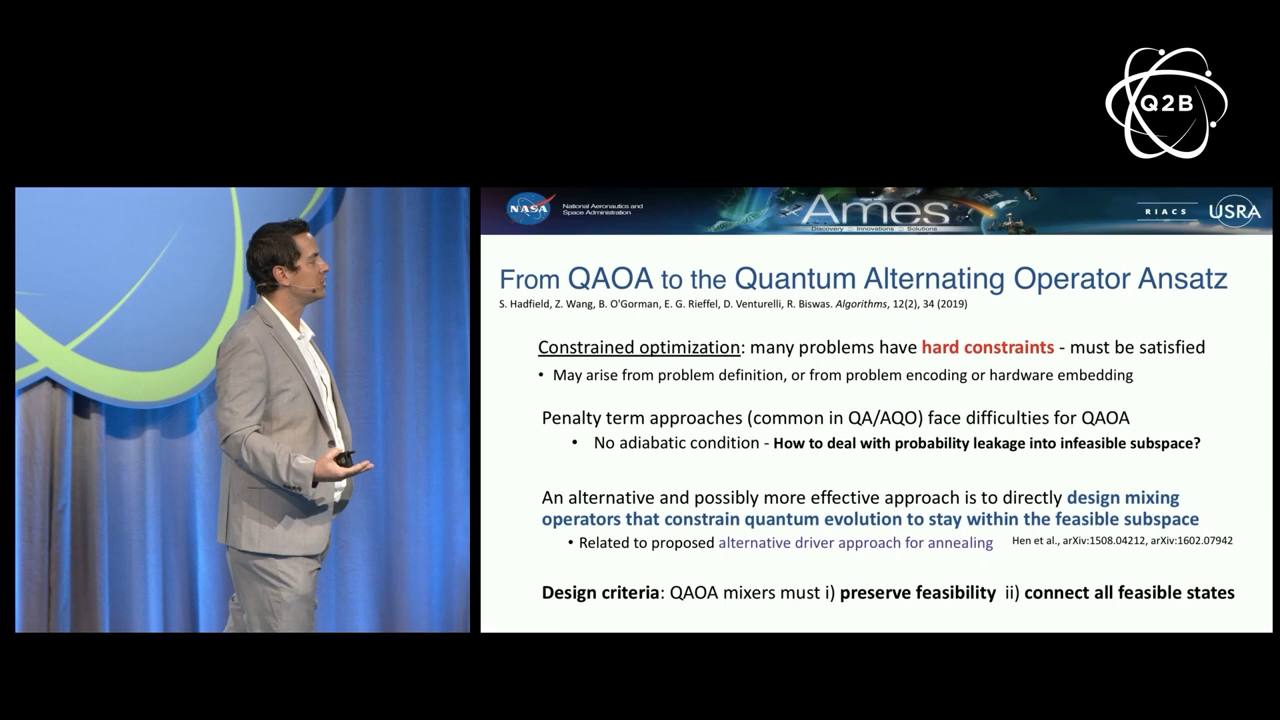 Q2B
NASA
National Aeronautics and
Space Administration
Ames
Discovery :: Innovations :: Solutions
RIACS
USRA
From QAOA to the Quantum Alternating Operator Ansatz
S. Hadfield, Z. Wang, B. O'Gorman, E. G. Rieffel, D. Venturelli, R. Biswas. Algorithms, 12(2), 34 (2019)
Constrained optimization: many problems have hard constraints - must be satisfied
• May arise from problem definition, or from problem encoding or hardware embedding
Penalty term approaches (common in QA/AQO) face difficulties for QAOA
• No adiabatic condition - How to deal with probability leakage into infeasible subspace?
An alternative and possibly more effective approach is to directly design mixing
operators that constrain quantum evolution to stay within the feasible subspace
• Related to proposed alternative driver approach for annealing Hen et al., arXiv:1508.04212, arXiv:1602.07942
Design criteria: QAOA mixers must i) preserve feasibility ii) connect all feasible states